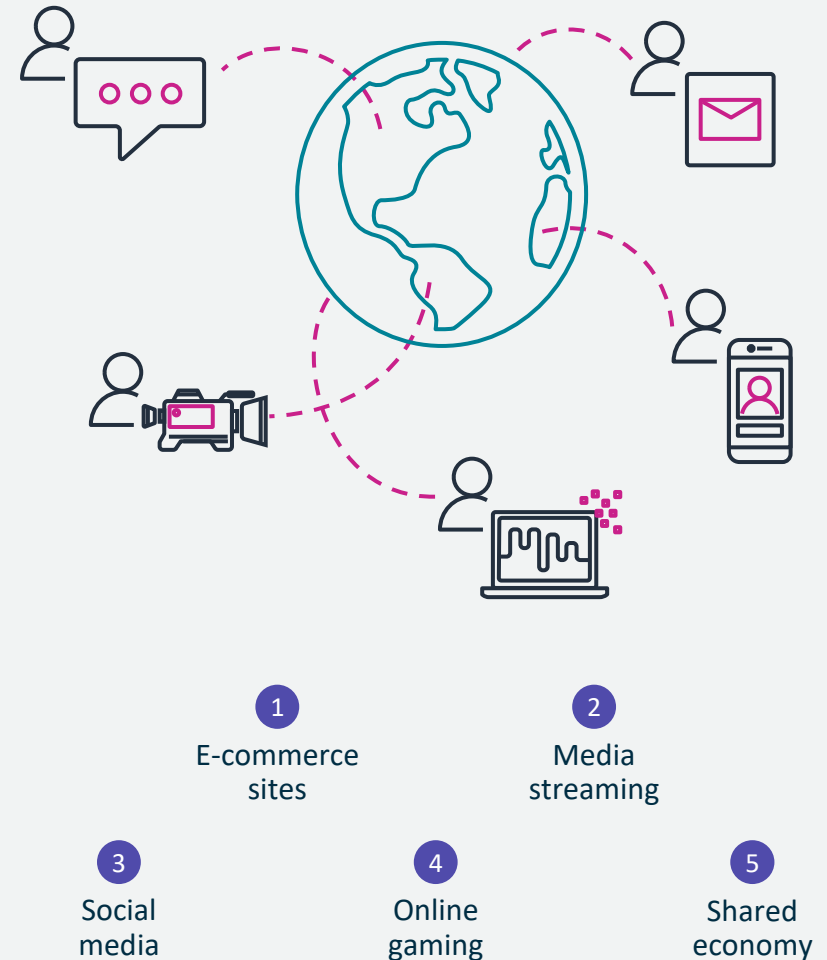 1
2
E-commerce
sites
Media
streaming
3
4
5
Social
media
Online
gaming
Shared
economy